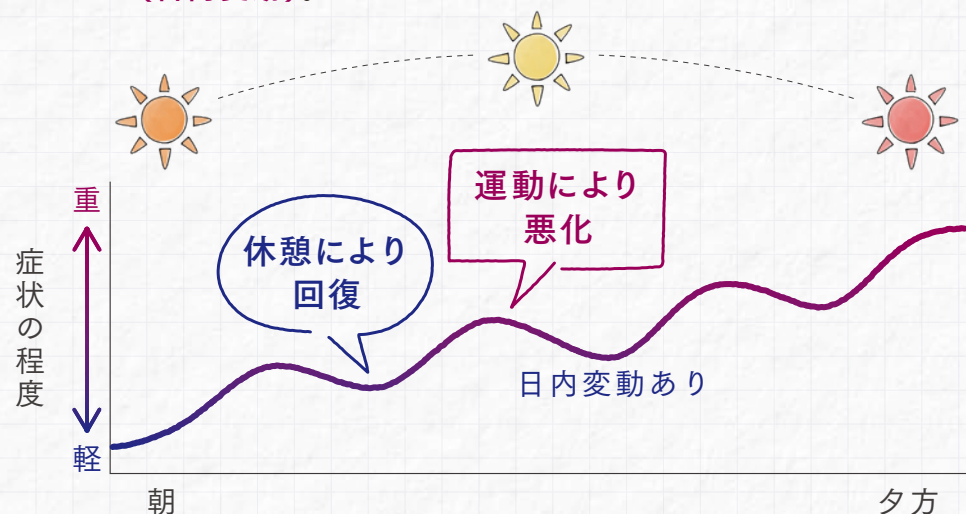 重
症状の程度
軽
休憩により
回復
運動により
悪化
日内変動あり
朝
夕方